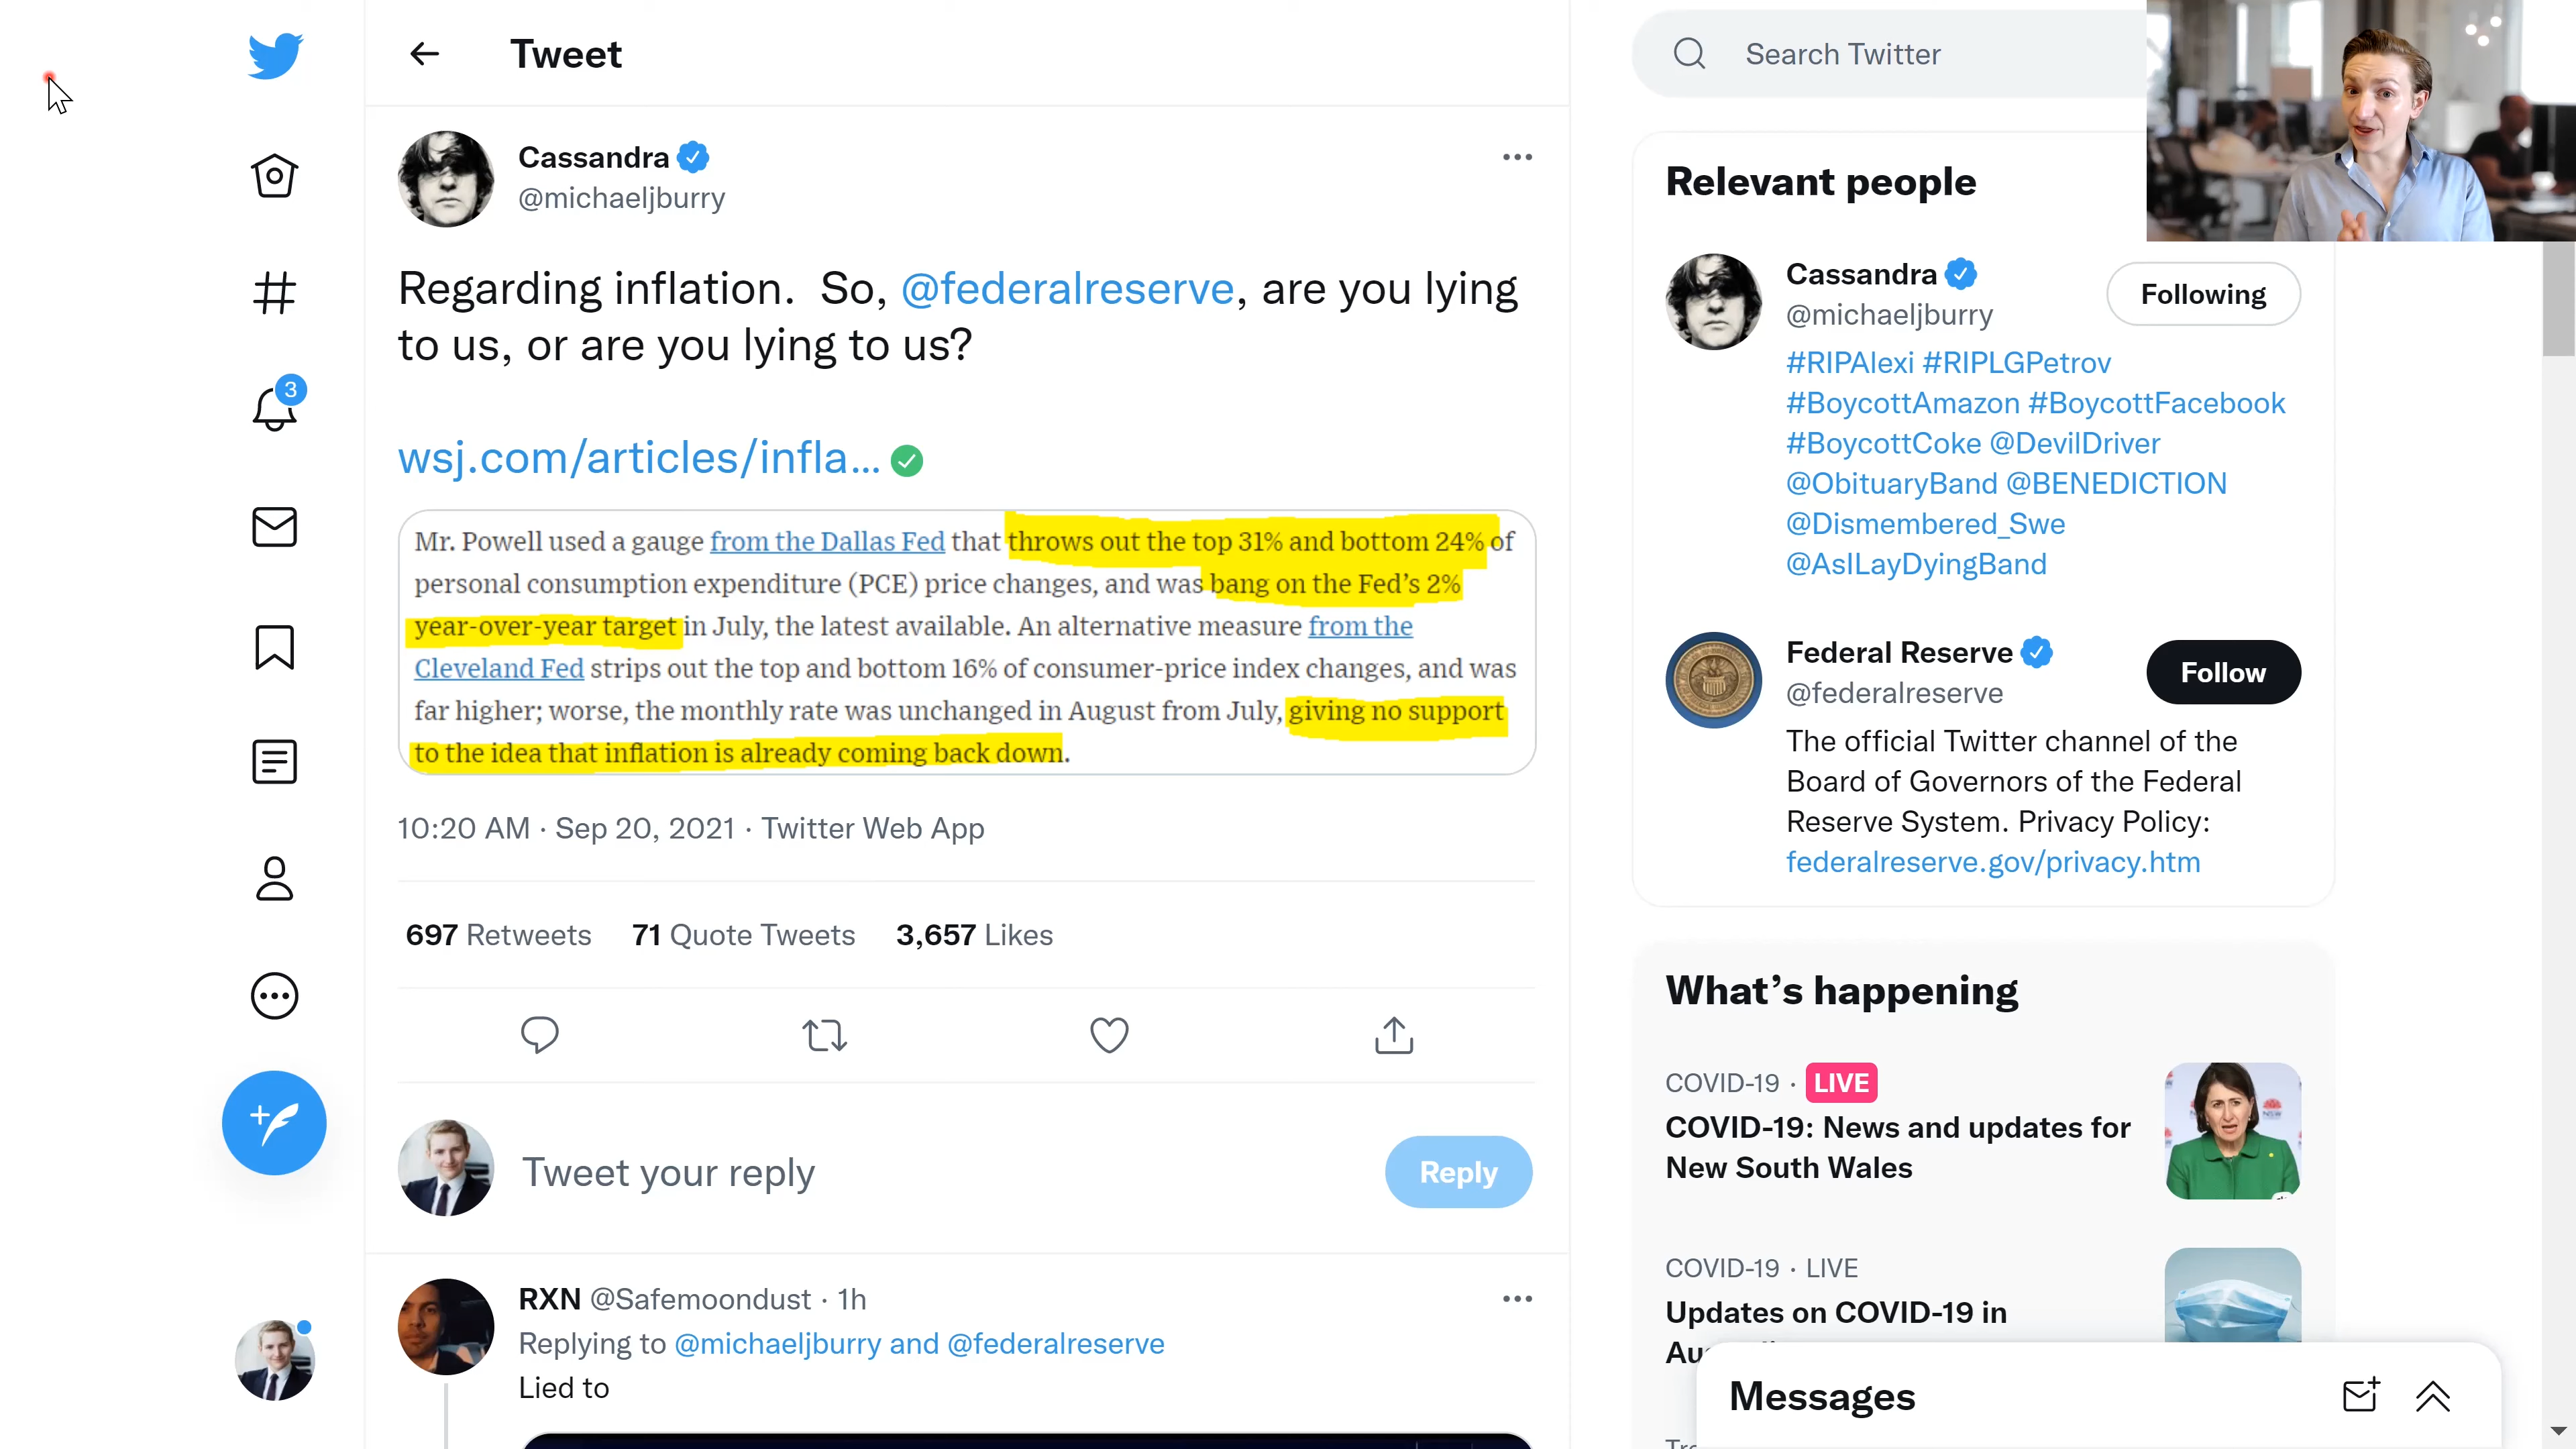 Tweet
Search Twitter
Cassandra
@michaeljburry
Regarding inflation.  So, @federalreserve, are you lying
to us, or are you lying to us?
wsj.com/articles/infla...
Mr. Powell used a gauge from the Dallas Fed that throws out the top 31% and bottom 24% of
personal consumption expenditure (PCE) price changes, and was bang on the Fed's 2%
year-over-year target in July, the latest available. An alternative measure from the
Cleveland Fed strips out the top and bottom 16% of consumer-price index changes, and was
far higher; worse, the monthly rate was unchanged in August from July, giving no support
to the idea that inflation is already coming back down.
10:20 AM · Sep 20, 2021 · Twitter Web App
697 Retweets 71 Quote Tweets 3,657 Likes
Tweet your reply
Reply
RXN @Safemoondust · 1h
Replying to @michaeljburry and @federalreserve
Lied to
3
Relevant people
Cassandra
@michaeljburry
Following
#RIPAlexi #RIPLGPetrov
#BoycottAmazon #BoycottFacebook
#BoycottCoke @DevilDriver
@ObituaryBand @BENEDICTION
@Dismembered_Swe
@AsILayDyingBand
Federal Reserve
@federalreserve
Follow
The official Twitter channel of the
Board of Governors of the Federal
Reserve System. Privacy Policy:
federalreserve.gov/privacy.htm
What's happening
COVID-19 · LIVE
COVID-19: News and updates for
New South Wales
COVID-19 · LIVE
Updates on COVID-19 in
Messages